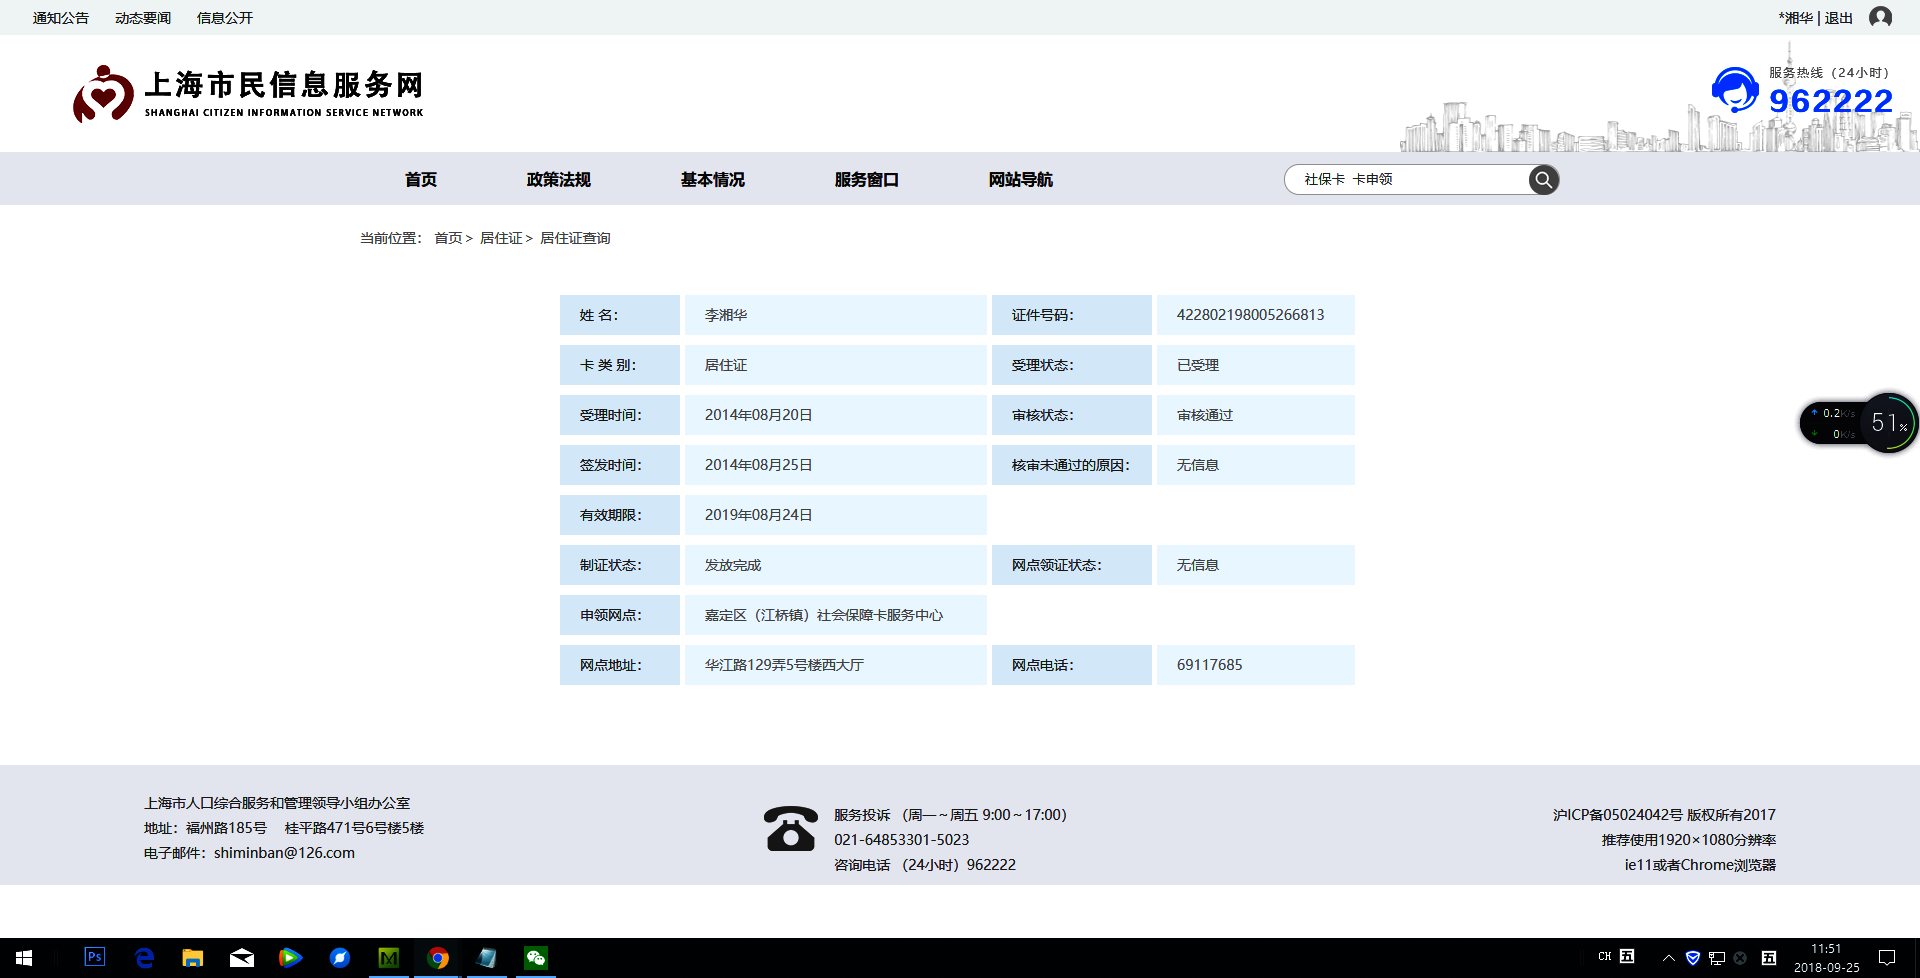 通知公告 动态要闻 信息公开 *湘华 | 退出
上海市民信息服务网
SHANGHAI CITIZEN INFORMATION SERVICE NETWORK
服务热线（24小时）
962222
首页 政策法规 基本情况 服务窗口 网站导航 社保卡 卡申领
当前位置： 首页 > 居住证 > 居住证查询
姓 名： 李湘华 证件号码： 422802198005266813
卡 类 别： 居住证 受理状态： 已受理
受理时间： 2014年08月20日 审核状态： 审核通过
签发时间： 2014年08月25日 核审未通过的原因： 无信息
有效期限： 2019年08月24日
制证状态： 发放完成 网点领证状态： 无信息
申领网点： 嘉定区（江桥镇）社会保障卡服务中心
网点地址： 华江路129弄5号楼西大厅 网点电话： 69117685
0.2K/s
0K/s
51%
上海市人口综合服务和管理领导小组办公室
地址：福州路185号 桂平路471号6号楼5楼
电子邮件：shiminban@126.com
服务投诉 （周一～周五 9:00～17:00）
021-64853301-5023
咨询电话 （24小时）962222
沪ICP备05024042号 版权所有2017
推荐使用1920×1080分辨率
ie11或者Chrome浏览器
Ps
M
CH 五
五
11:51
2018-09-25